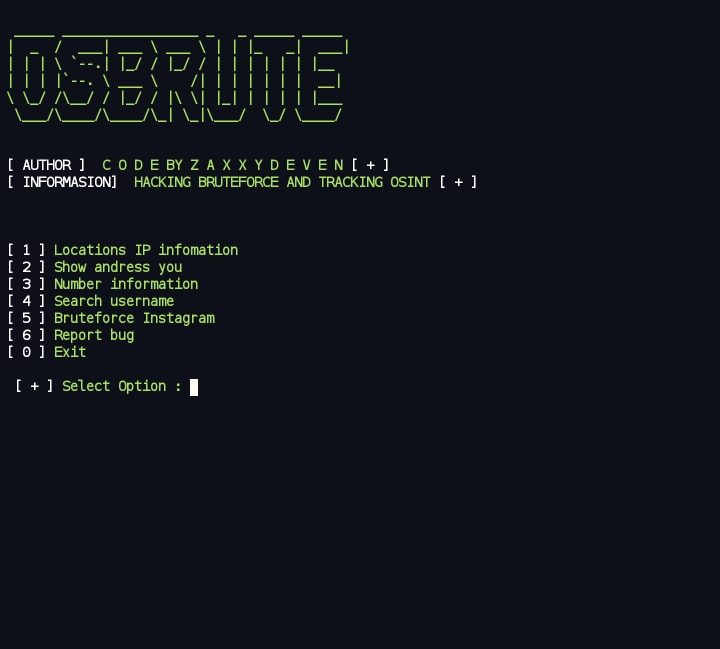 OSBRUTE
[ AUTHOR ] C O D E BY Z A X X Y D E V E N [ + ]
[ INFORMASION] HACKING BRUTEFORCE AND TRACKING OSINT [ + ]
[ 1 ] Locations IP infomation
[ 2 ] Show andress you
[ 3 ] Number information
[ 4 ] Search username
[ 5 ] Bruteforce Instagram
[ 6 ] Report bug
[ 0 ] Exit
[ + ] Select Option :